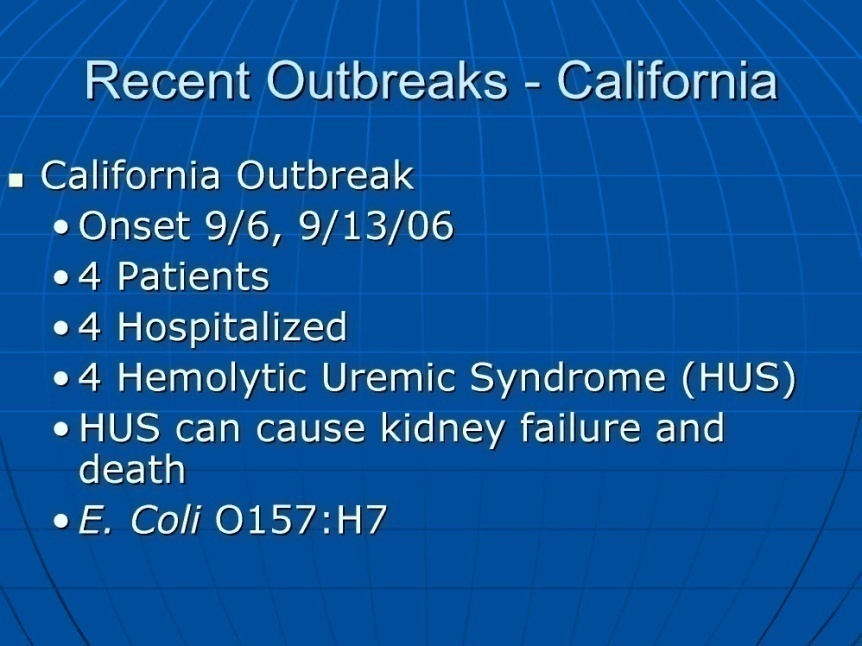 Recent Outbreaks - California
California Outbreak
• Onset 9/6, 9/13/06
• 4 Patients
• 4 Hospitalized
• 4 Hemolytic Uremic Syndrome (HUS)
• HUS can cause kidney failure and
death
• E. Coli O157:H7